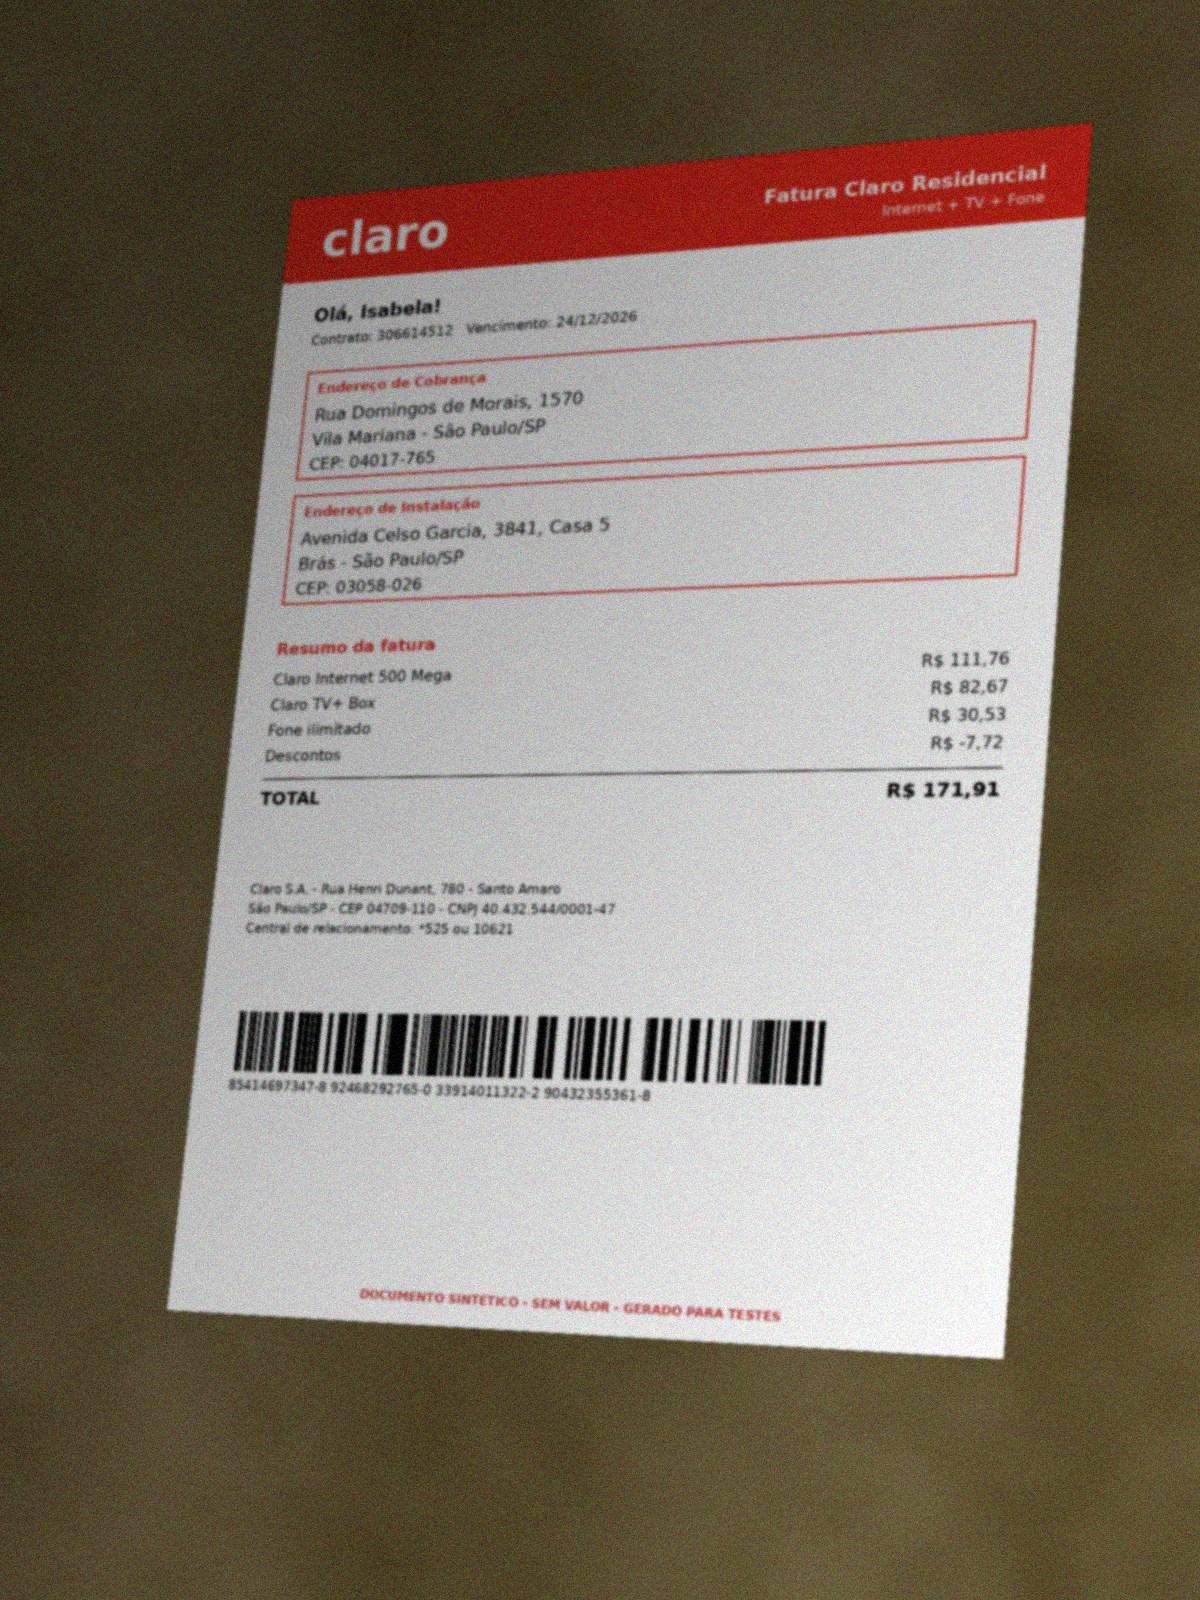 claro
Fatura Claro Residencial
Internet + TV + Fone
Olá, Isabela!
Contrato: 306614512 Vencimento: 24/12/2026
Endereço de Cobrança
Rua Domingos de Morais, 1570
Vila Mariana - São Paulo/SP
CEP: 04017-765
Endereço de Instalação
Avenida Celso Garcia, 3841, Casa 5
Brás - São Paulo/SP
CEP: 03058-026
Resumo da fatura
Claro Internet 500 Mega R$ 111,76
Claro TV+ Box R$ 82,67
Fone ilimitado R$ 30,53
Descontos R$ -7,72
TOTAL R$ 171,91
Claro S.A. - Rua Henri Dunant, 780 - Santo Amaro
São Paulo/SP - CEP 04709-110 - CNPJ 40.432.544/0001-47
Central de relacionamento: *525 ou 10621
85414697347-8 92468292765-0 33914011322-2 90432355361-8
DOCUMENTO SINTETICO - SEM VALOR - GERADO PARA TESTES